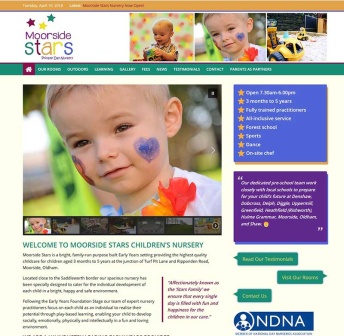 Tuesday, April 10, 2018 Latest: Moorside Stars Nursery Now Open!
Moorside
stars
Private Day Nursery
OUR ROOMS OUTDOORS LEARNING GALLERY FEES NEWS TESTIMONIALS CONTACT PARENTS AS PARTNERS
Open 7.30am-6.00pm
3 months to 5 years
Fully trained practitioners
All-inclusive service
Forest school
Sports
Dance
On-site chef
Our dedicated pre-school team work
closely with local schools to prepare
for your child's future at Denshaw,
Dobcross, Delph, Diggle, Uppermill,
Greenfield, Heathfield (Rishworth),
Hulme Grammar, Moorside, Oldham,
and Shaw.
WELCOME TO MOORSIDE STARS CHILDREN'S NURSERY
Moorside Stars is a bright, family-run purpose built Early Years setting providing the highest quality
childcare for children aged 3 months to 5 years at the junction of Turf Pit Lane and Ripponden Road,
Moorside, Oldham.
Located close to the Saddleworth border our spacious nursery has
been specially designed to cater for the individual development of
each child in a bright, happy and safe environment.
Following the Early Years Foundation Stage our team of expert nursery
practitioners focus on each child as an individual to realise their
potential through play based learning, enabling your child to develop
socially, emotionally, physically and intellectually in a fun and loving
environment.
"Affectionately known as
the 'Stars Family' we
ensure that every single
day is filled with fun and
happiness for the
children in our care."
Read Our Testimonials
Visit Our Rooms
Contact Us
NDNA